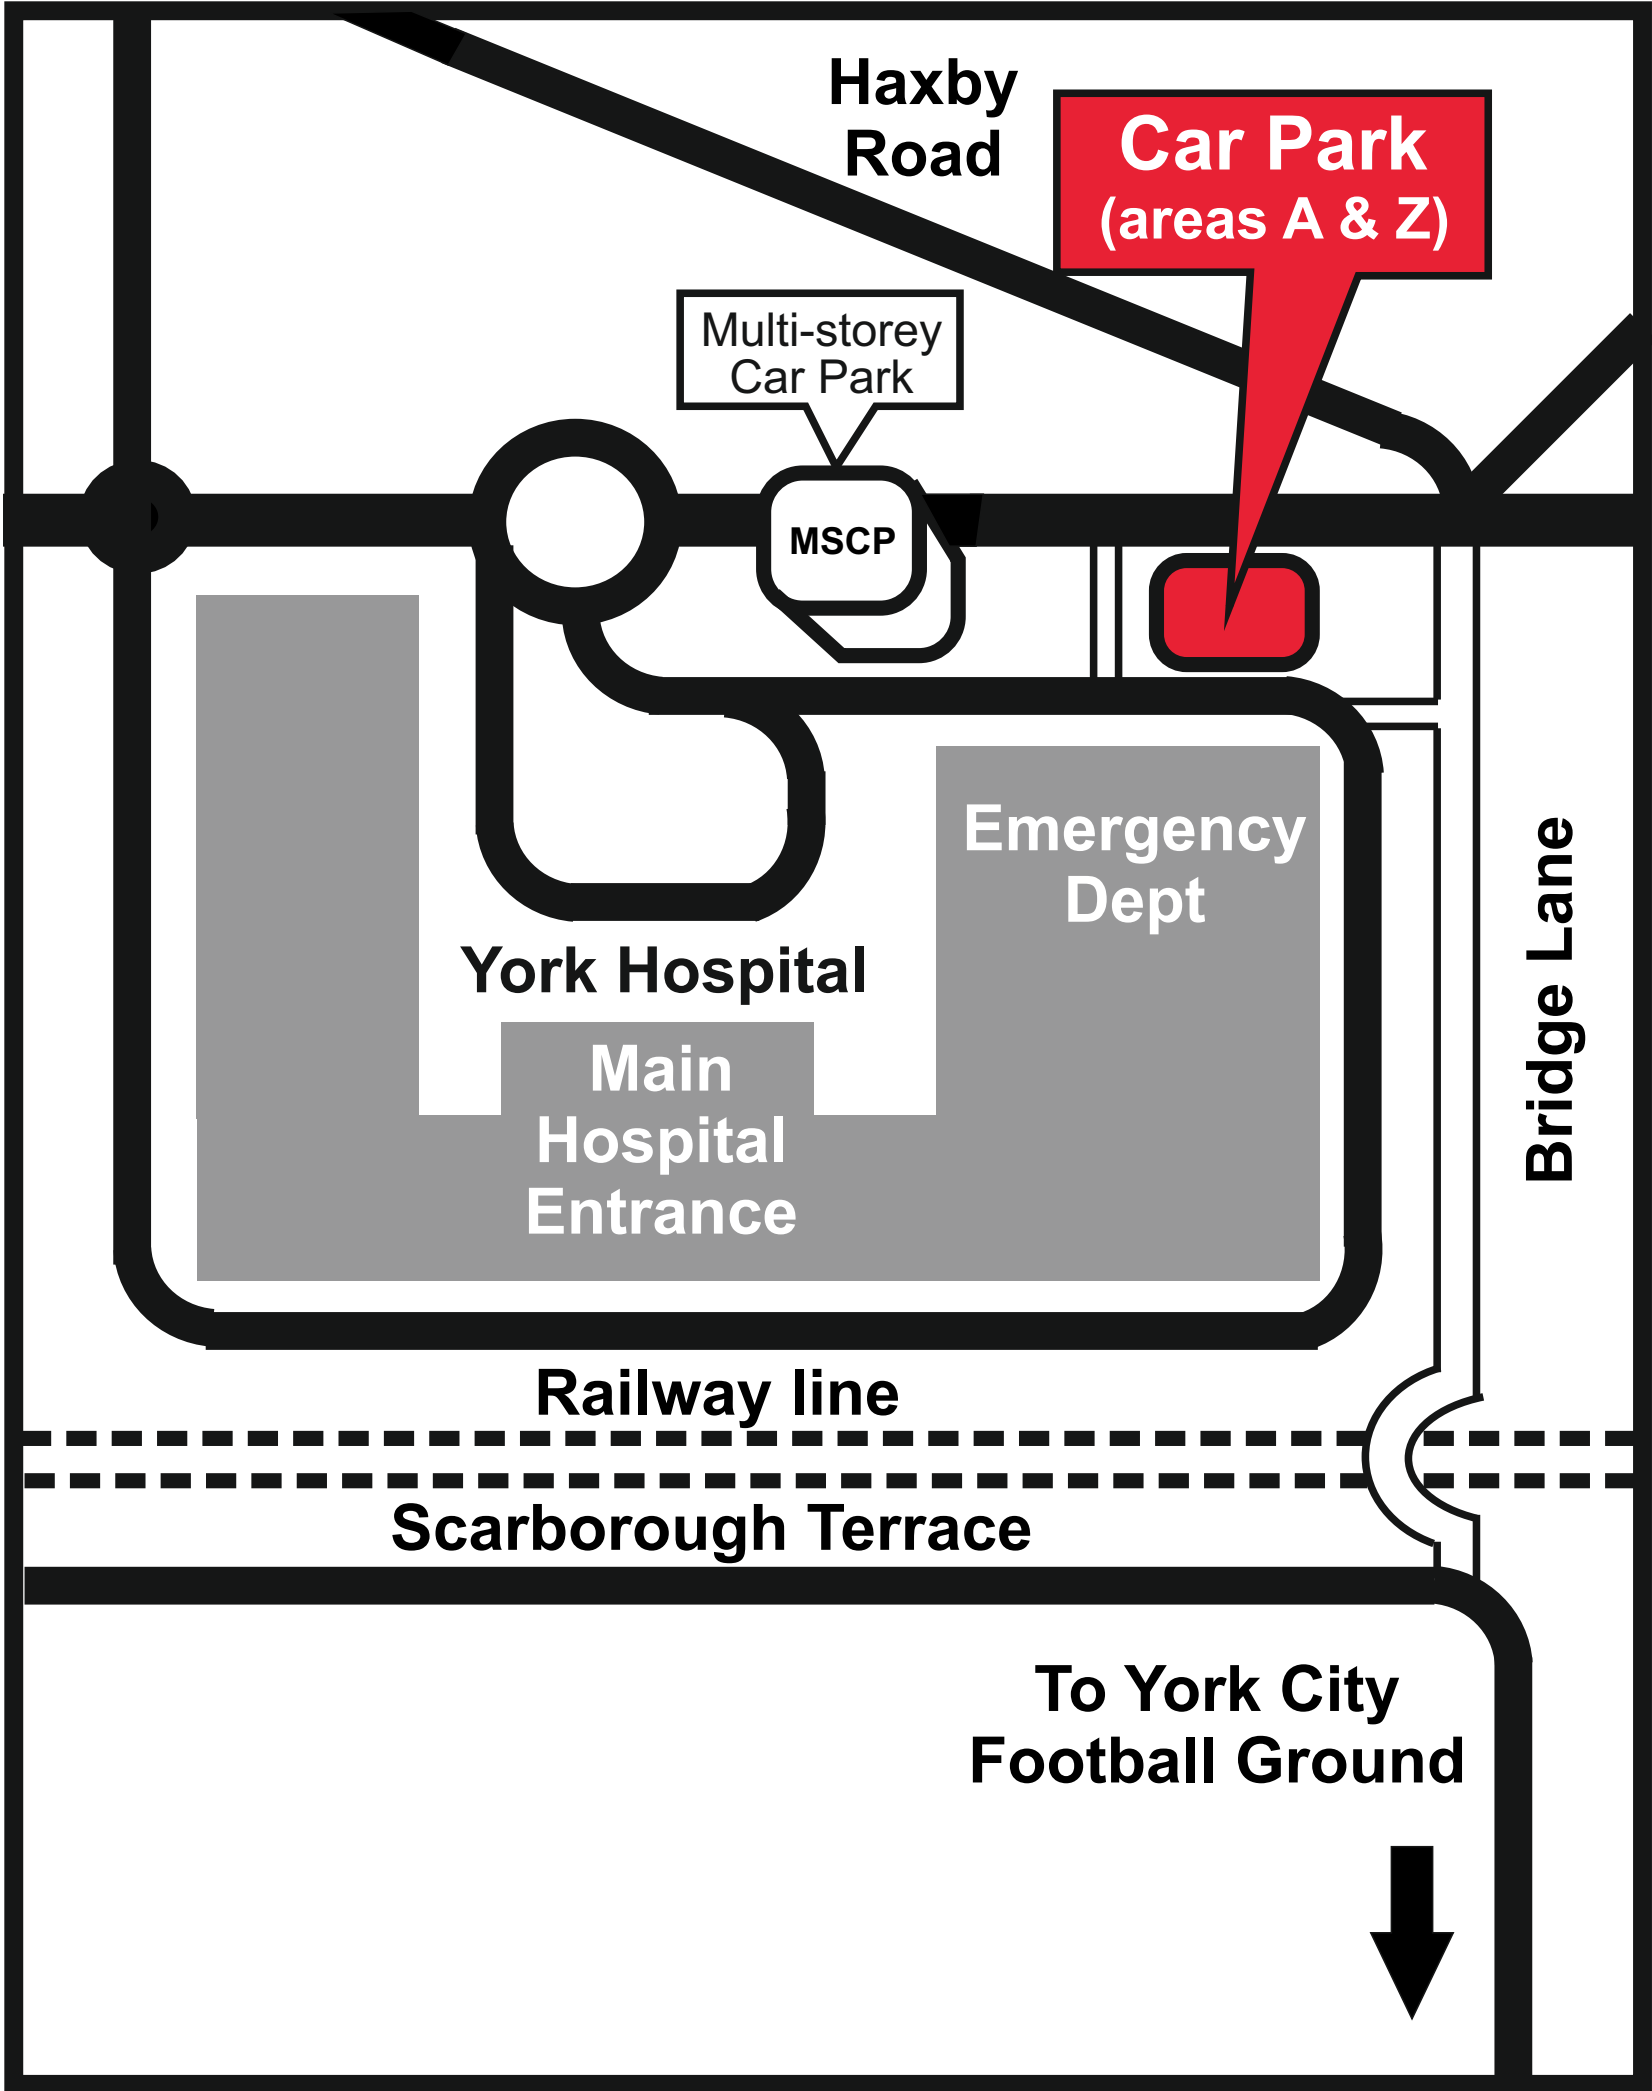 Haxby
Road
Car Park
(areas A & Z)
Multi-storey
Car Park
MSCP
Emergency
Dept
York Hospital
Main
Hospital
Entrance
Bridge Lane
Railway line
Scarborough Terrace
To York City
Football Ground